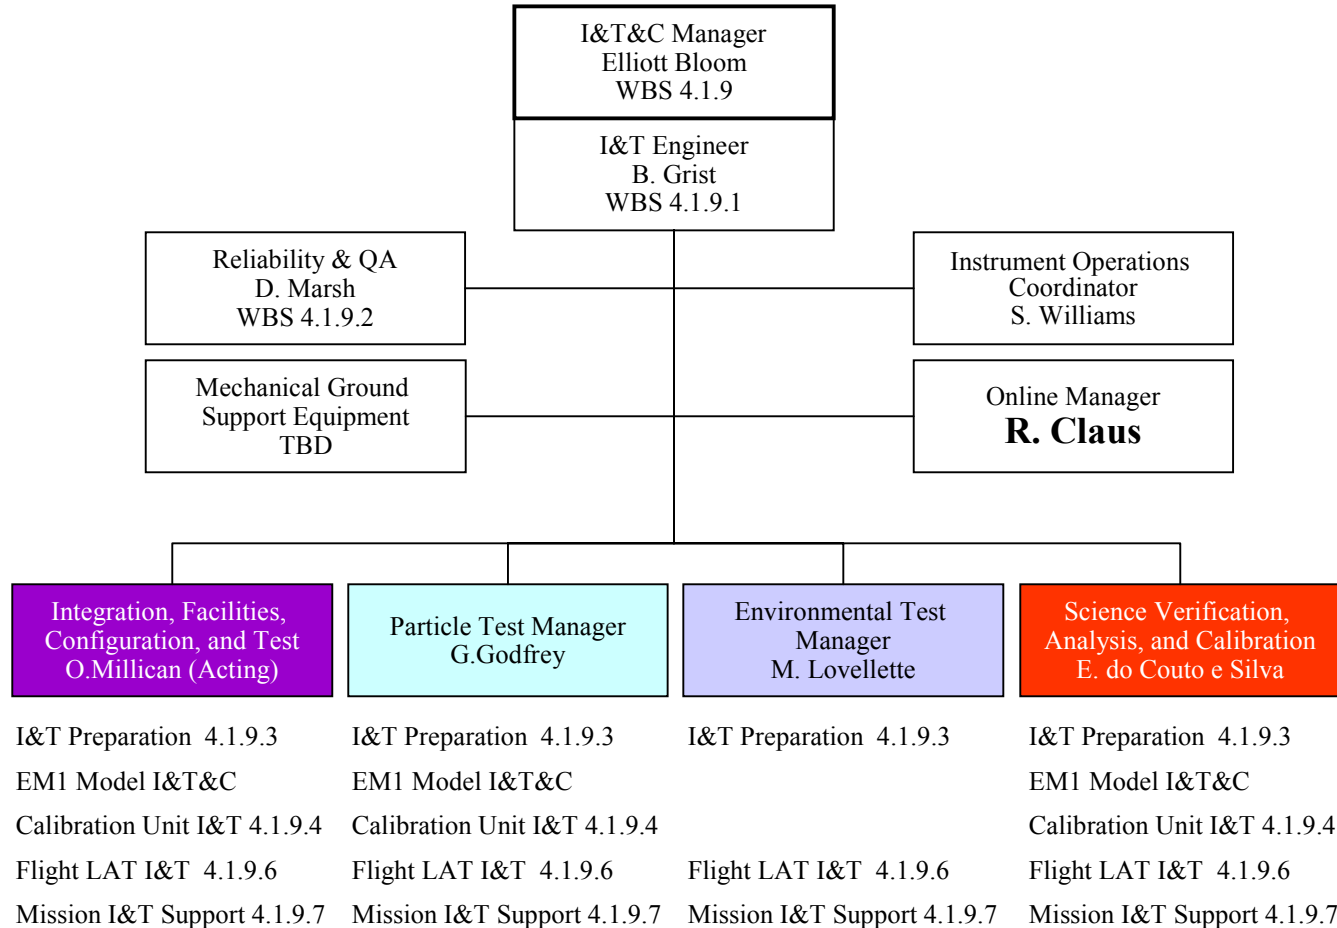 I&T&C Manager
Elliott Bloom
WBS 4.1.9
I&T Engineer
B. Grist
WBS 4.1.9.1
Reliability & QA
D. Marsh
WBS 4.1.9.2
Instrument Operations
Coordinator
S. Williams
Mechanical Ground
Support Equipment
TBD
Online Manager
R. Claus
Integration, Facilities,
Configuration, and Test
O.Millican (Acting)
Particle Test Manager
G.Godfrey
Environmental Test
Manager
M. Lovellette
Science Verification,
Analysis, and Calibration
E. do Couto e Silva
I&T Preparation 4.1.9.3
EM1 Model I&T&C
Calibration Unit I&T 4.1.9.4
Flight LAT I&T 4.1.9.6
Mission I&T Support 4.1.9.7
I&T Preparation 4.1.9.3
EM1 Model I&T&C
Calibration Unit I&T 4.1.9.4
Flight LAT I&T 4.1.9.6
Mission I&T Support 4.1.9.7
I&T Preparation 4.1.9.3
Flight LAT I&T 4.1.9.6
Mission I&T Support 4.1.9.7
I&T Preparation 4.1.9.3
EM1 Model I&T&C
Calibration Unit I&T 4.1.9.4
Flight LAT I&T 4.1.9.6
Mission I&T Support 4.1.9.7